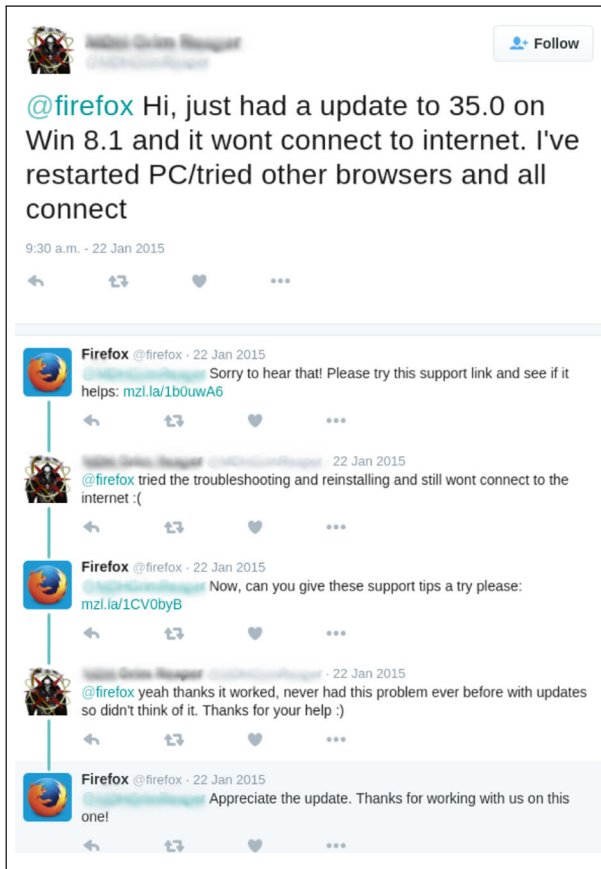 Follow
@firefox Hi, just had a update to 35.0 on
Win 8.1 and it wont connect to internet. I've
restarted PC/tried other browsers and all
connect
9:30 a.m. - 22 Jan 2015
Firefox @firefox · 22 Jan 2015
Sorry to hear that! Please try this support link and see if it
helps: mzl.la/1b0uwA6
22 Jan 2015
@firefox tried the troubleshooting and reinstalling and still wont connect to the
internet :(
Firefox @firefox · 22 Jan 2015
Now, can you give these support tips a try please:
mzl.la/1CV0byB
· 22 Jan 2015
@firefox yeah thanks it worked, never had this problem ever before with updates
so didn't think of it. Thanks for your help :)
Firefox @firefox · 22 Jan 2015
Appreciate the update. Thanks for working with us on this
one!